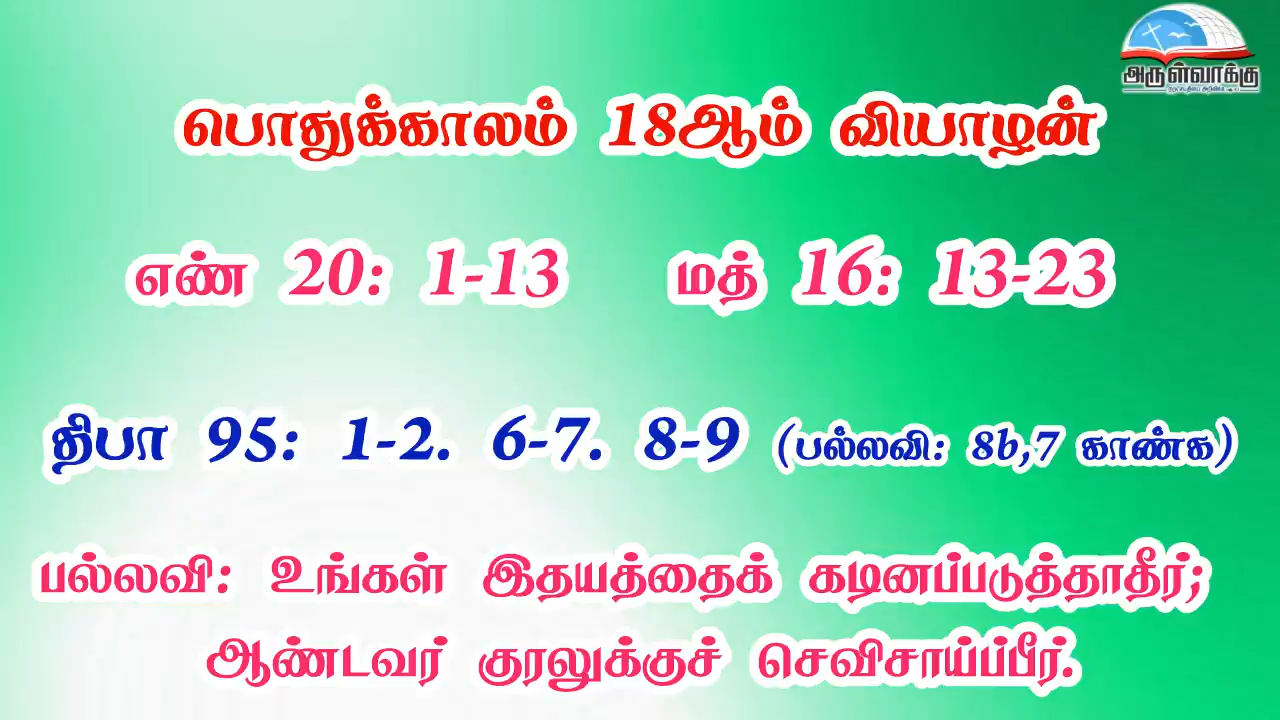 அருள்வாக்கு
பொதுக்காலம் 18ஆம் வியாழன்
எண் 20: 1-13 மத் 16: 13-23
திபா 95: 1-2. 6-7. 8-9 (பல்லவி: 8b,7 காண்க)
பல்லவி: உங்கள் இதயத்தைக் கடினப்படுத்தாதீர்;
ஆண்டவர் குரலுக்குச் செவிசாய்ப்பீர்.